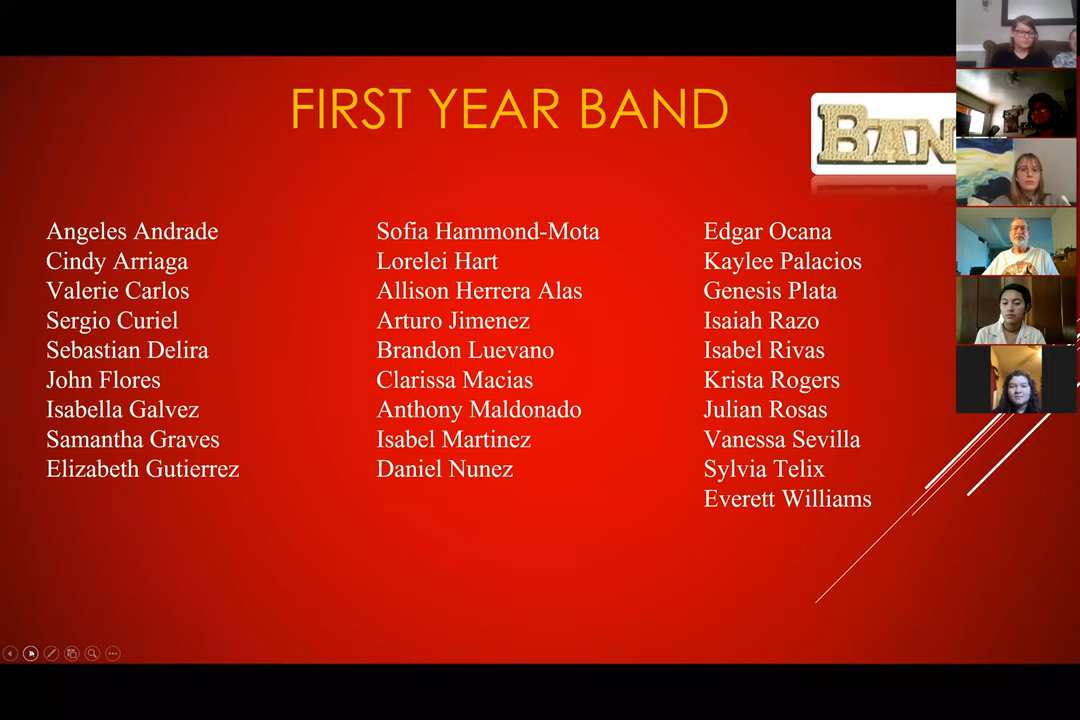 FIRST YEAR BAND
BAN
Angeles Andrade
Cindy Arriaga
Valerie Carlos
Sergio Curiel
Sebastian Delira
John Flores
Isabella Galvez
Samantha Graves
Elizabeth Gutierrez
Sofia Hammond-Mota
Lorelei Hart
Allison Herrera Alas
Arturo Jimenez
Brandon Luevano
Clarissa Macias
Anthony Maldonado
Isabel Martinez
Daniel Nunez
Edgar Ocana
Kaylee Palacios
Genesis Plata
Isaiah Razo
Isabel Rivas
Krista Rogers
Julian Rosas
Vanessa Sevilla
Sylvia Telix
Everett Williams